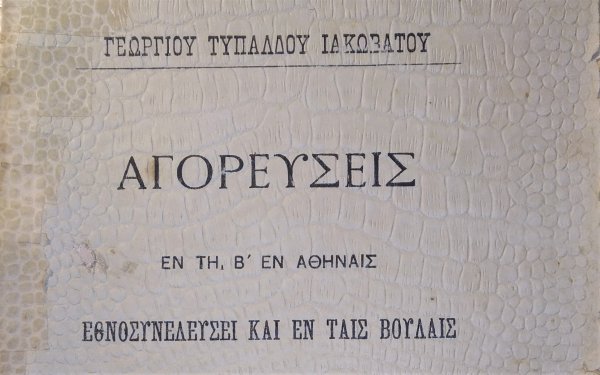 ΓΕΩΡΓΙΟΥ ΤΥΠΑΛΔΟΥ ΙΑΚΩΒΑΤΟΥ
ΑΓΟΡΕΥΣΕΙΣ
ΕΝ ΤΗ, Β΄ ΕΝ ΑΘΗΝΑΙΣ
ΕΘΝΟΣΥΝΕΛΕΥΣΕΙ ΚΑΙ ΕΝ ΤΑΙΣ ΒΟΥΛΑΙΣ